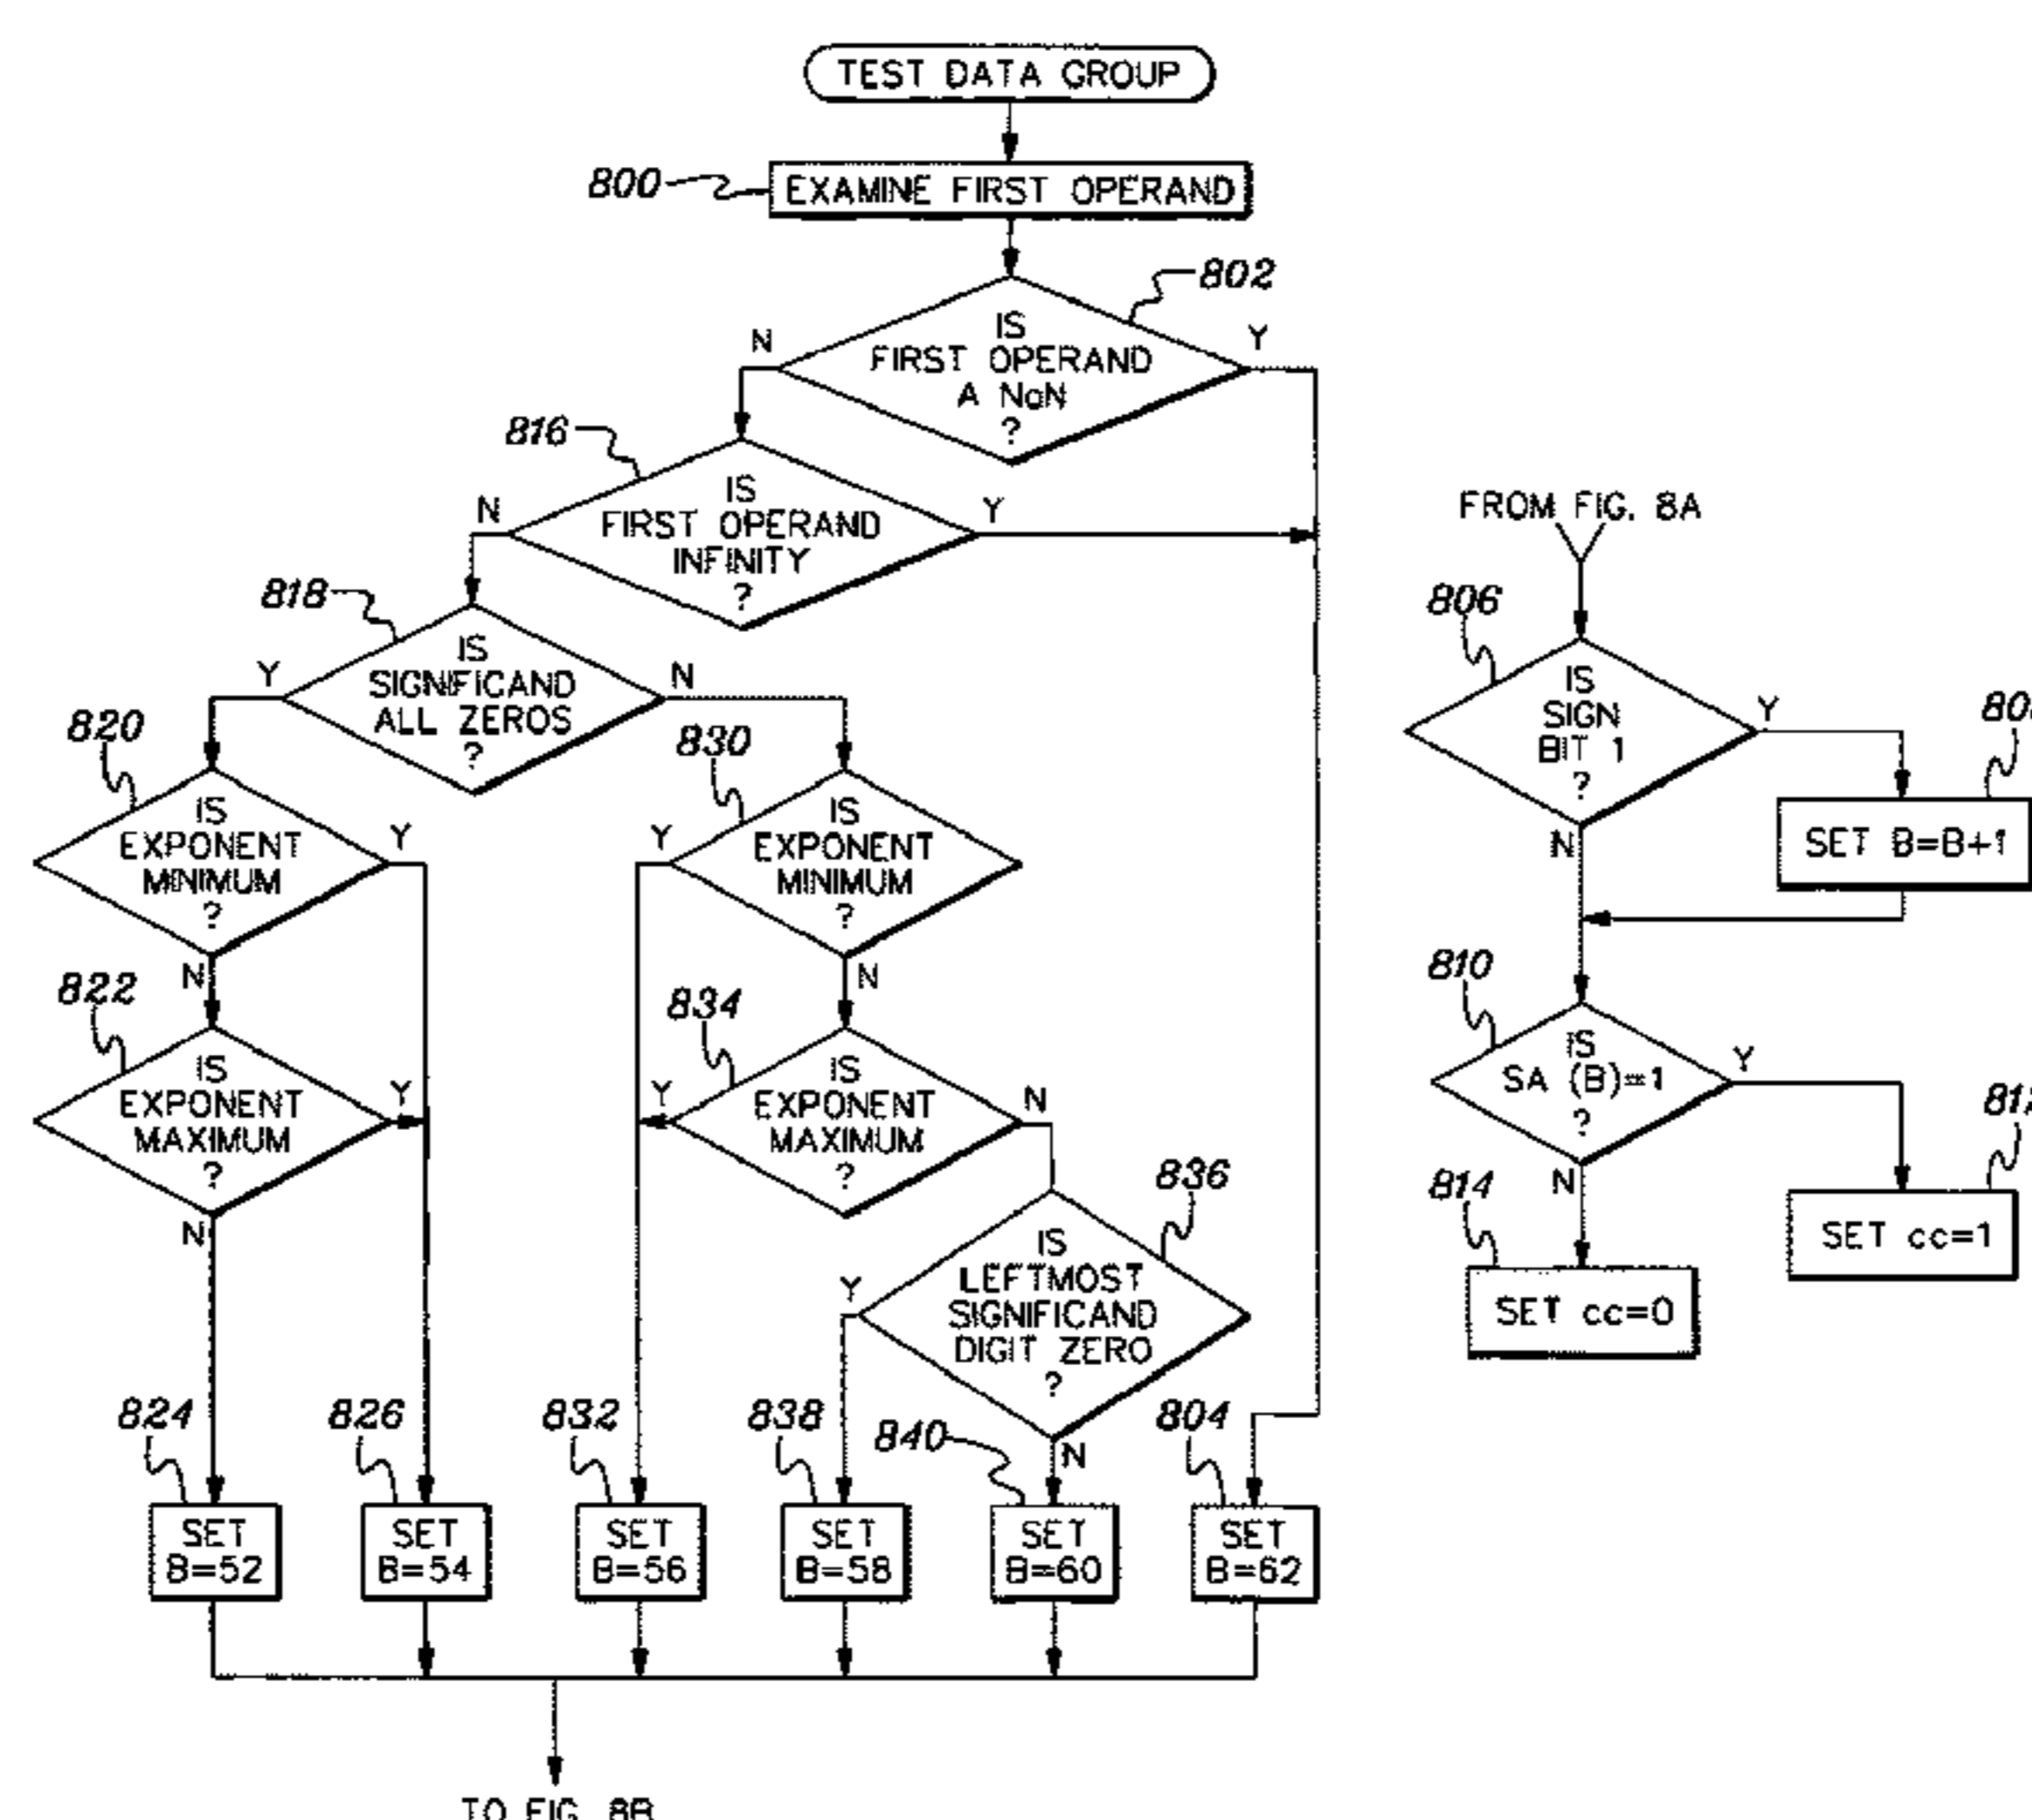 TEST DATA GROUP
800
EXAMINE FIRST OPERAND
802
IS
FIRST OPERAND
A NaN
?
N
Y
816
IS
FIRST OPERAND
INFINITY
?
N
Y
818
IS
SIGNIFICAND
ALL ZEROS
?
Y
N
820
IS
EXPONENT
MINIMUM
?
Y
N
830
IS
EXPONENT
MINIMUM
?
Y
N
822
IS
EXPONENT
MAXIMUM
?
Y
N
834
IS
EXPONENT
MAXIMUM
?
Y
N
836
IS
LEFTMOST
SIGNIFICAND
DIGIT ZERO
?
Y
N
824
SET
B=52
826
SET
B=54
832
SET
B=56
838
SET
B=58
840
SET
B=60
804
SET
B=62
TO FIG. 8B
FROM FIG. 8A
806
IS
SIGN
BIT 1
?
Y
N
SET B=B+1
810
IS
SA (B)=1
?
Y
N
814
SET cc=0
SET cc=1